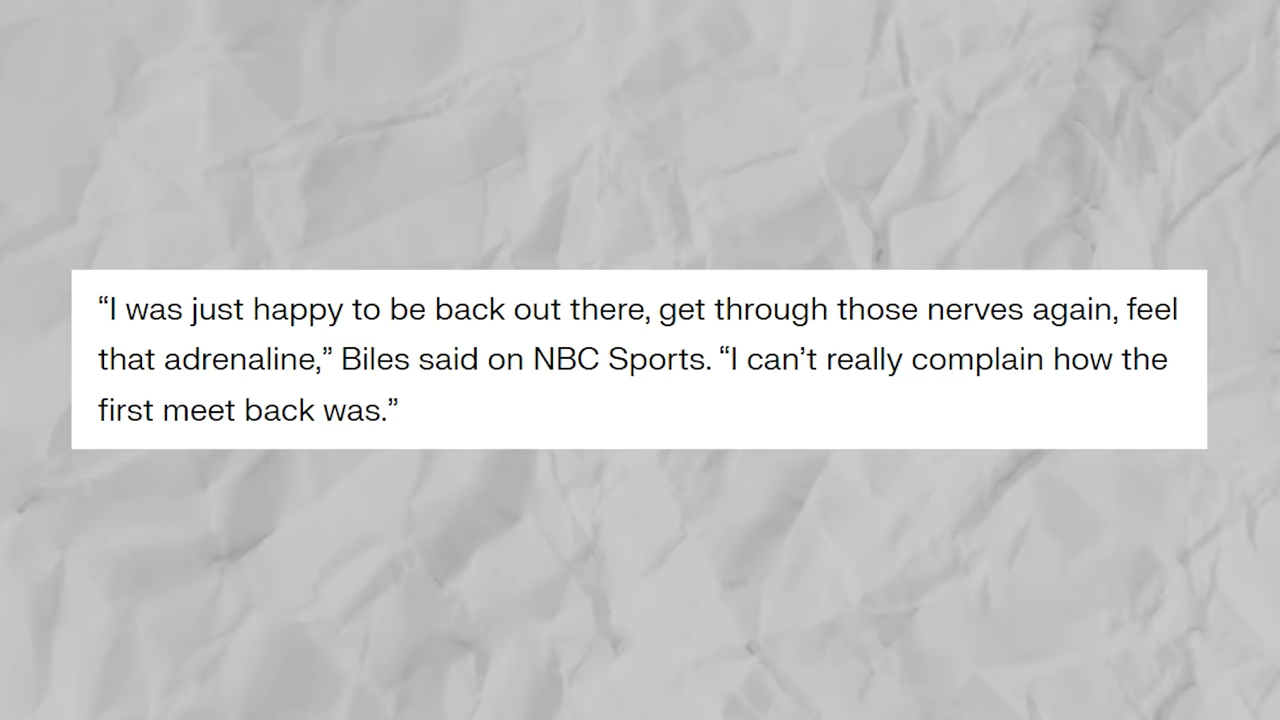 “I was just happy to be back out there, get through those nerves again, feel
that adrenaline,” Biles said on NBC Sports. “I can’t really complain how the
first meet back was.”